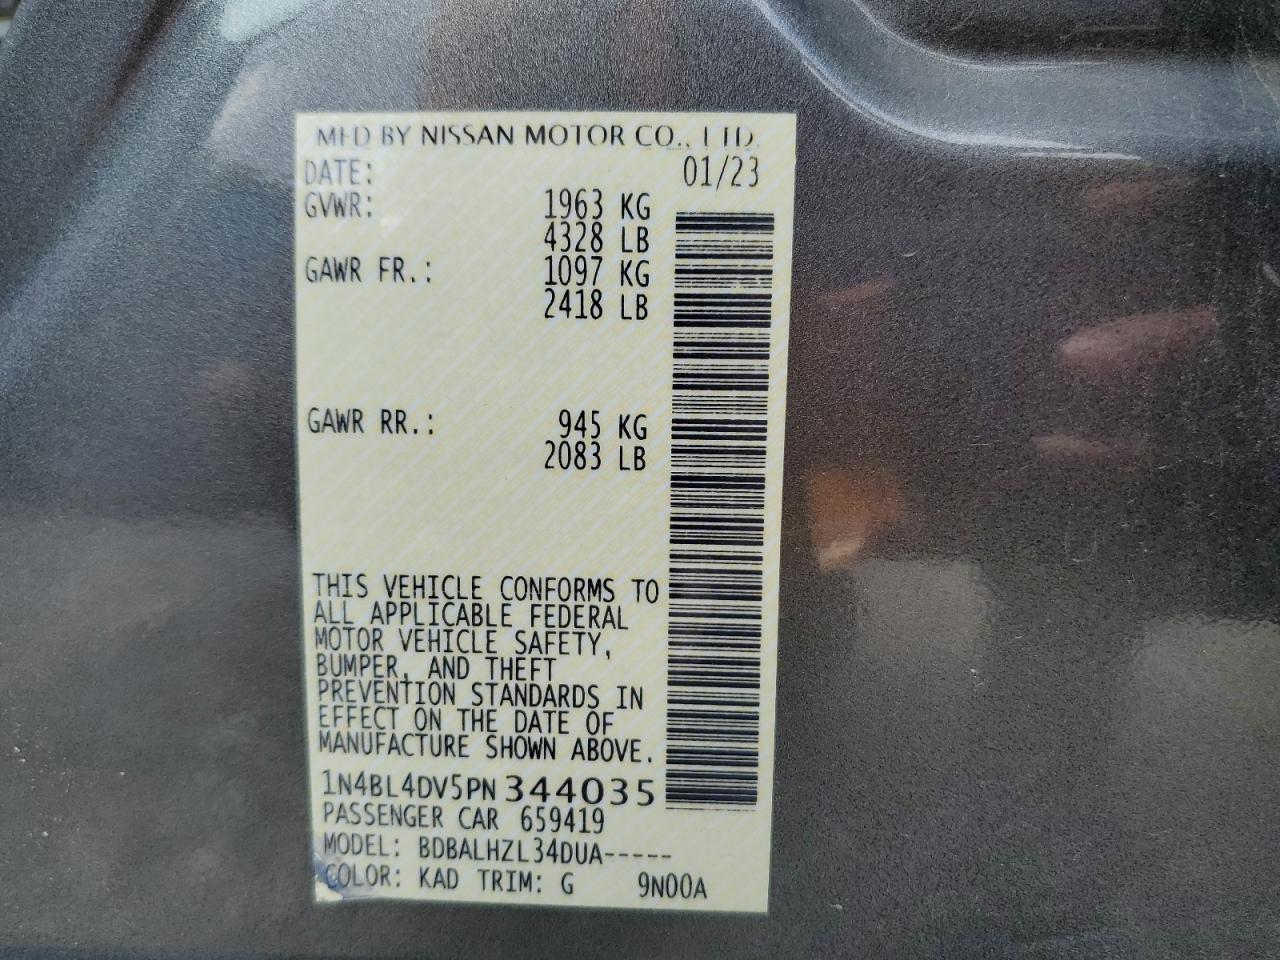 MFD BY NISSAN MOTOR CO., LTD.
DATE: 01/23
GVWR: 1963 KG
4328 LB
GAWR FR.: 1097 KG
2418 LB
GAWR RR.: 945 KG
2083 LB
THIS VEHICLE CONFORMS TO
ALL APPLICABLE FEDERAL
MOTOR VEHICLE SAFETY,
BUMPER, AND THEFT
PREVENTION STANDARDS IN
EFFECT ON THE DATE OF
MANUFACTURE SHOWN ABOVE.
1N4BL4DV5PN344035
PASSENGER CAR 659419
MODEL: BDBALHZL34DUA-----
COLOR: KAD TRIM: G 9N00A